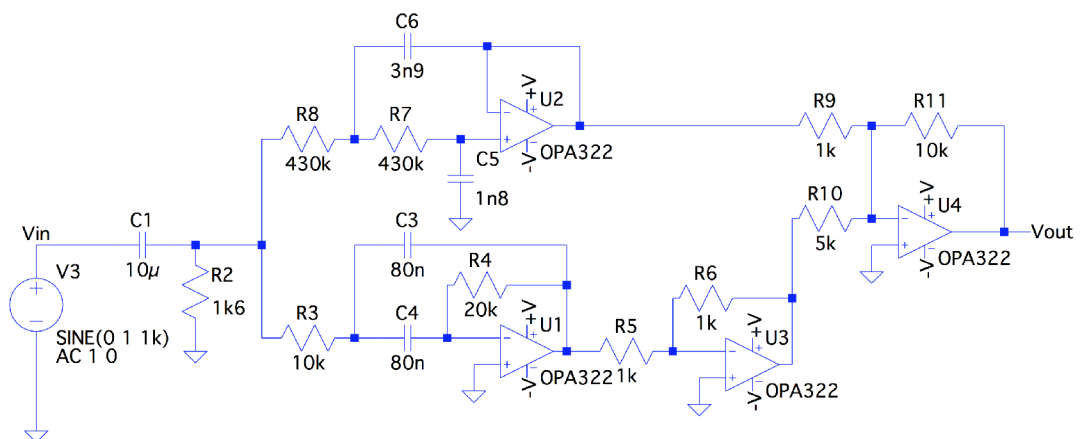 C6
3n9
+V
U2
R8
430k
R7
430k
-V
OPA322
C5
1n8
R9
1k
R11
10k
R10
5k
+V
U4
-V
OPA322
Vout
Vin
C1
10µ
R2
1k6
V3
SINE(0 1 1k)
AC 1 0
C3
80n
R4
20k
R3
10k
C4
80n
+V
U1
-V
OPA322
R5
1k
R6
1k
+V
U3
-V
OPA322